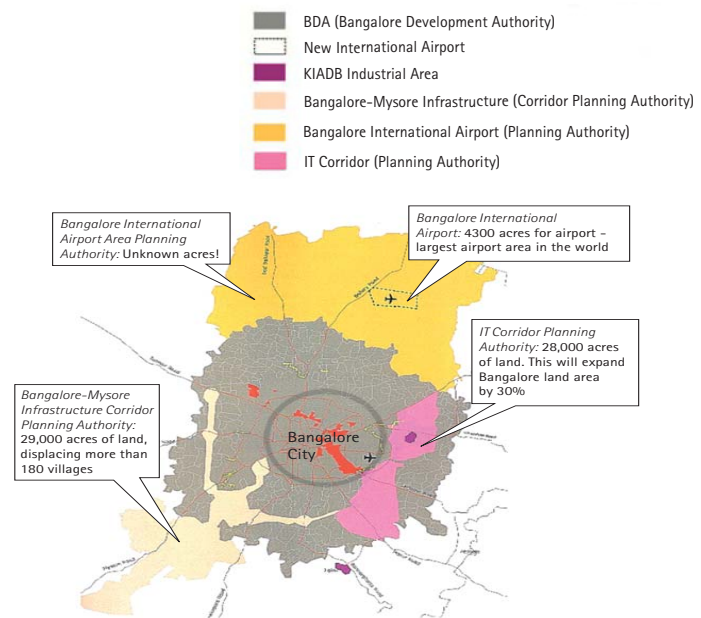 BDA (Bangalore Development Authority)
New International Airport
KIADB Industrial Area
Bangalore-Mysore Infrastructure (Corridor Planning Authority)
Bangalore International Airport (Planning Authority)
IT Corridor (Planning Authority)
Bangalore International
Airport Area Planning
Authority: Unknown acres!
Bangalore International
Airport: 4300 acres for airport -
largest airport area in the world
IT Corridor Planning
Authority: 28,000 acres
of land. This will expand
Bangalore land area
by 30%
Bangalore-Mysore
Infrastructure Corridor
Planning Authority:
29,000 acres of land,
displacing more than
180 villages
Bangalore
City